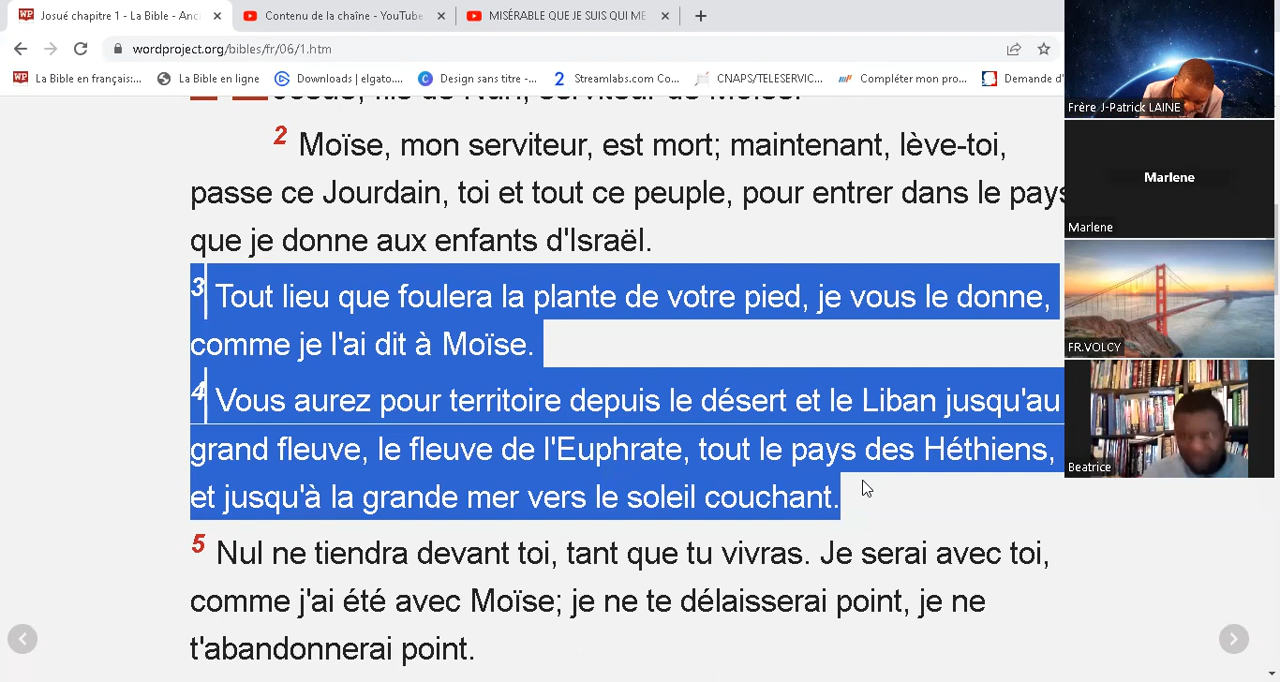 Josué chapitre 1 - La Bible - Anci
Contenu de la chaîne - YouTube
MISÉRABLE QUE JE SUIS QUI ME
wordproject.org/bibles/fr/06/1.htm
La Bible en français:...
La Bible en ligne
Downloads | elgato....
Design sans titre -...
Streamlabs.com Co...
CNAPS/TELESERVIC...
Compléter mon pro...
Demande d'
Josué, fils de Nun, serviteur de Moïse:
2 Moïse, mon serviteur, est mort; maintenant, lève-toi,
passe ce Jourdain, toi et tout ce peuple, pour entrer dans le pays
que je donne aux enfants d'Israël.
3 Tout lieu que foulera la plante de votre pied, je vous le donne,
comme je l'ai dit à Moïse.
4 Vous aurez pour territoire depuis le désert et le Liban jusqu'au
grand fleuve, le fleuve de l'Euphrate, tout le pays des Héthiens,
et jusqu'à la grande mer vers le soleil couchant.
5 Nul ne tiendra devant toi, tant que tu vivras. Je serai avec toi,
comme j'ai été avec Moïse; je ne te délaisserai point, je ne
t'abandonnerai point.
Frère J-Patrick LAINE
Marlene
Marlene
FR.VOLCY
Beatrice